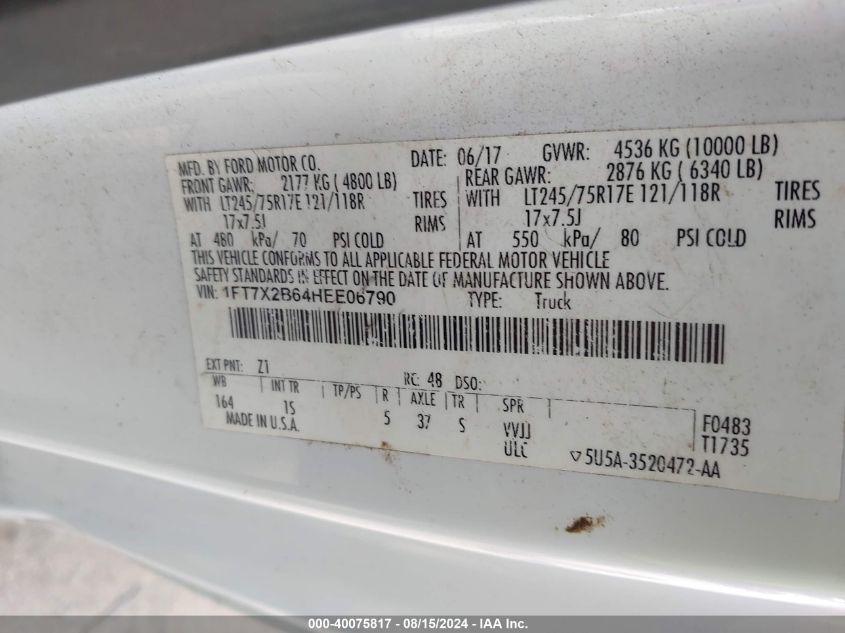 MFD. BY FORD MOTOR CO. DATE: 06/17 GVWR: 4536 KG (10000 LB)
FRONT GAWR: 2177 KG (4800 LB) REAR GAWR: 2876 KG (6340 LB)
WITH LT245/75R17E 121/118R TIRES WITH LT245/75R17E 121/118R TIRES
17x7.5J RIMS 17x7.5J RIMS
AT 480 kPa/ 70 PSI COLD AT 550 kPa/ 80 PSI COLD
THIS VEHICLE CONFORMS TO ALL APPLICABLE FEDERAL MOTOR VEHICLE
SAFETY STANDARDS IN EFFECT ON THE DATE OF MANUFACTURE SHOWN ABOVE.
VIN: 1FT7X2B64HEE06790 TYPE: Truck
EXT PNT: Z1 RC: 48 DSO:
WB INT TR TP/PS R AXLE TR SPR
164 1S 5 37 S VVJJ F0483
MADE IN U.S.A. ULC T1735
5U5A-3520472-AA
000-40075817 - 08/15/2024 - IAA Inc.